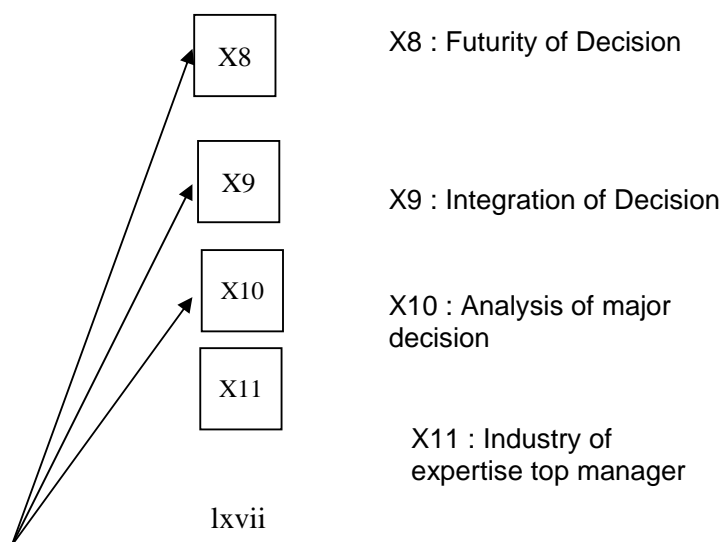 X8
X8 : Futurity of Decision
X9
X9 : Integration of Decision
X10
X10 : Analysis of major
decision
X11
X11 : Industry of
expertise top manager
lxvii